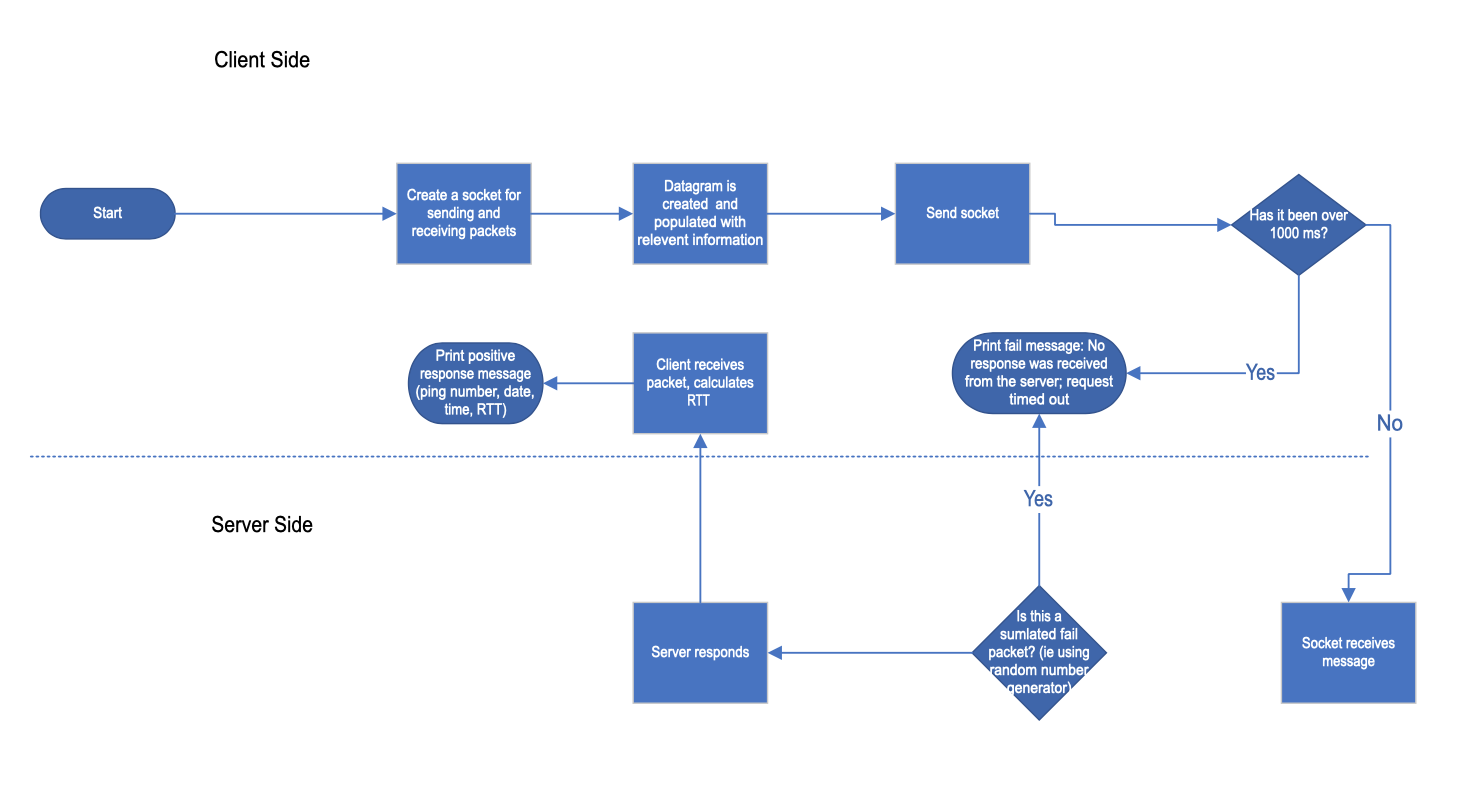 Client Side
Start
Create a socket for
sending and
receiving packets
Datagram is
created and
populated with
relevent information
Send socket
Has it been over
1000 ms?
Print positive
response message
(ping number, date,
time, RTT)
Client receives
packet, calculates
RTT
Print fail message: No
response was received
from the server; request
timed out
Yes
No
Yes
Server Side
Server responds
Is this a
sumlated fail
packet? (ie using
random number
generator)
Socket receives
message